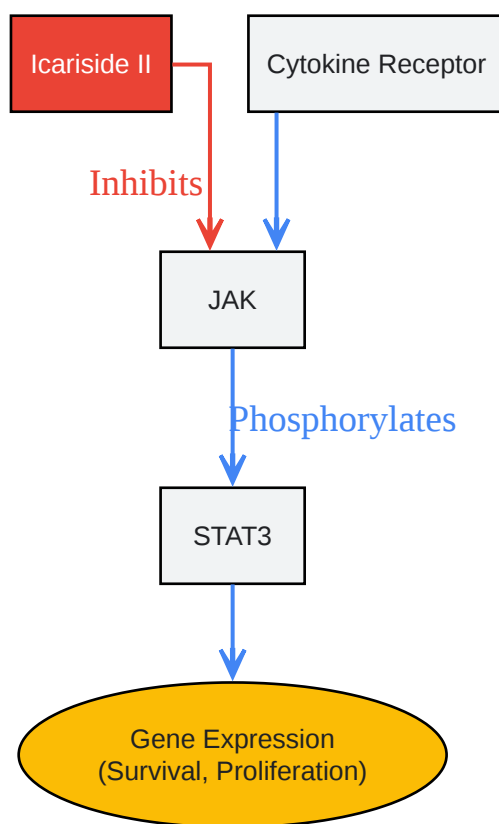 Icariside II
Cytokine Receptor
Inhibits
JAK
Phosphorylates
STAT3
Gene Expression
(Survival, Proliferation)